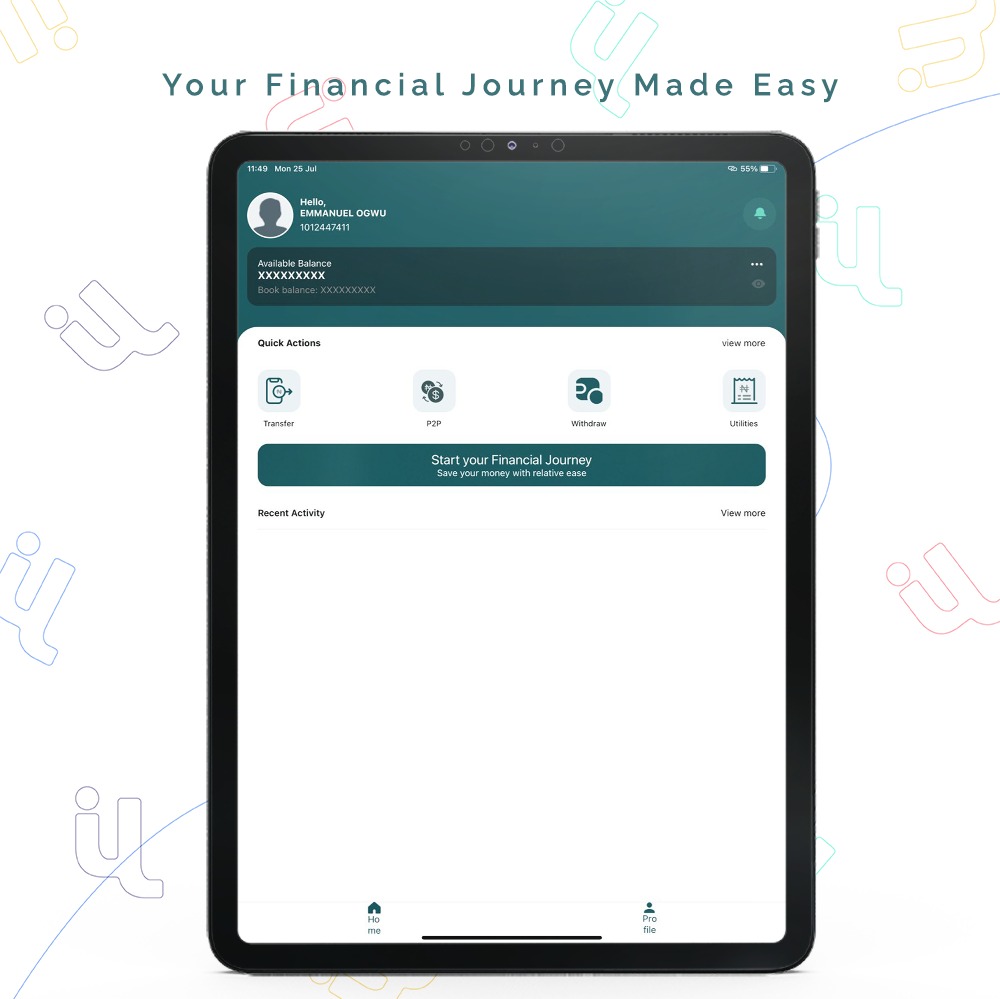 Your Financial Journey Made Easy
11:49 Mon 25 Jul
55%
Hello,
EMMANUEL OGWU
1012447411
Available Balance
XXXXXXXXX
Book balance: XXXXXXXXX
Quick Actions view more
Transfer P2P Withdraw Utilities
Start your Financial Journey
Save your money with relative ease
Recent Activity View more
Ho
me
Pro
file